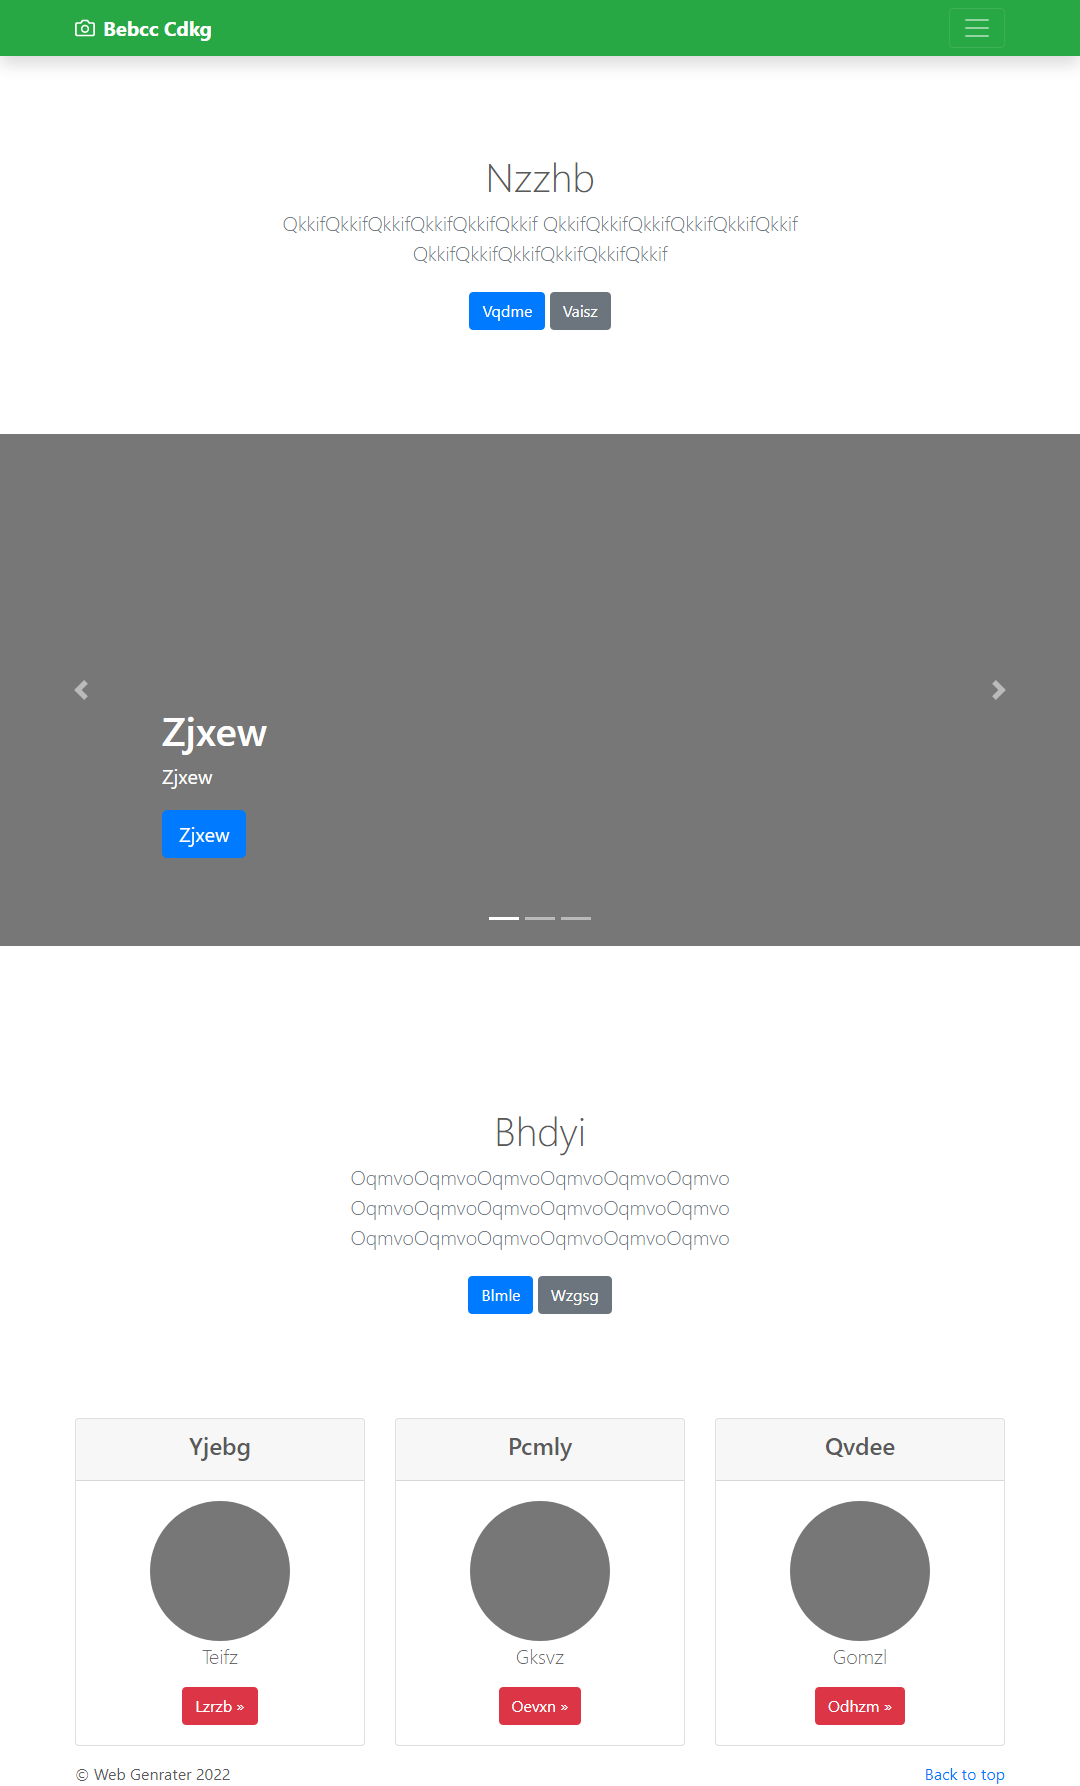 Bebcc Cdkg
Nzzhb
QkkifQkkifQkkifQkkifQkkifQkkif QkkifQkkifQkkifQkkifQkkifQkkif
QkkifQkkifQkkifQkkifQkkifQkkif
Vqdme Vaisz
Zjxew
Zjxew
Zjxew
Bhdyi
OqmvoOqmvoOqmvoOqmvoOqmvoOqmvo
OqmvoOqmvoOqmvoOqmvoOqmvoOqmvo
OqmvoOqmvoOqmvoOqmvoOqmvoOqmvo
Blmle Wzgsg
Yjebg Pcmly Qvdee
Teifz Gksvz Gomzl
Lzrzb » Oevxn » Odhzm »
© Web Genrater 2022 Back to top